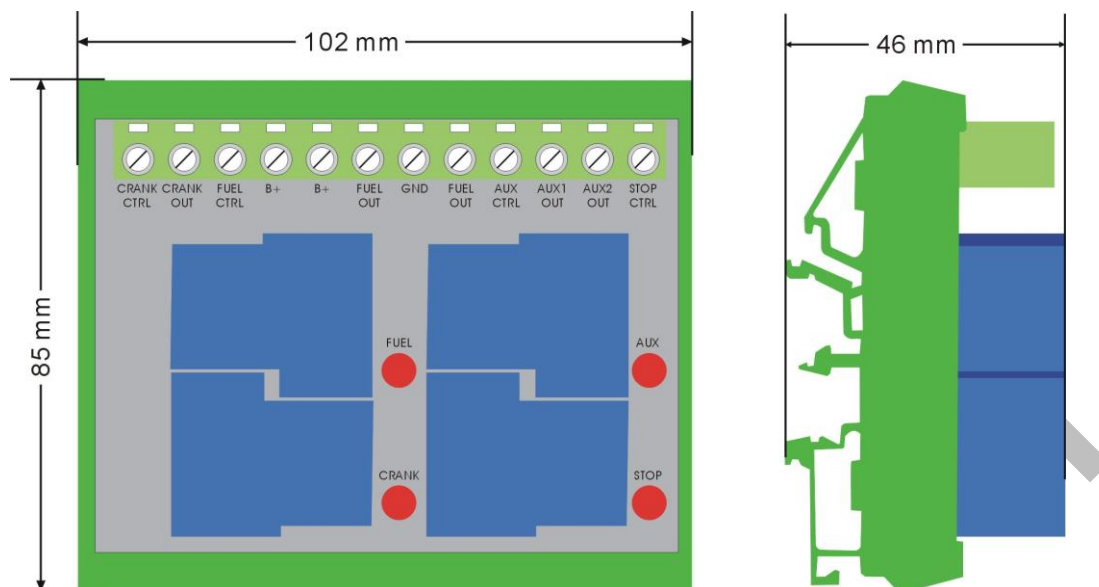 102 mm
46 mm
85 mm
CRANK CTRL
CRANK OUT
FUEL CTRL
B+
B+
FUEL OUT
GND
FUEL OUT
AUX CTRL
AUX1 OUT
AUX2 OUT
STOP CTRL
FUEL
AUX
CRANK
STOP